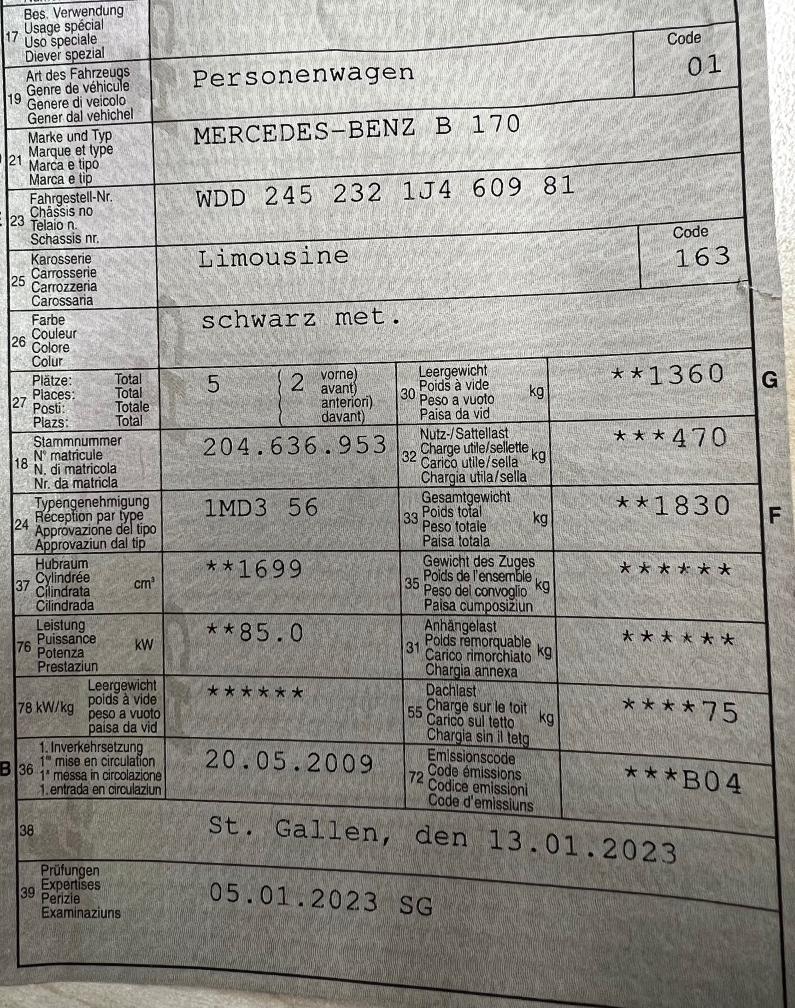 17 Bes. Verwendung
Usage spécial
Uso speciale
Diever spezial
19 Art des Fahrzeugs
Genre de véhicule
Genere di veicolo
Gener dal vehichel
Personenwagen
Code
01
21 Marke und Typ
Marque et type
Marca e tipo
Marca e tip
MERCEDES-BENZ B 170
23 Fahrgestell-Nr.
Châssis no
Telaio n.
Schassis nr.
WDD 245 232 1J4 609 81
25 Karosserie
Carrosserie
Carrozzeria
Carossaria
Limousine
Code
163
26 Farbe
Couleur
Colore
Colur
schwarz met.
27 Plätze: Total
Places: Total
Posti: Totale
Plazs: Total
5 ( 2 vorne)
avant)
anteriori)
davant)
30 Leergewicht
Poids à vide
Peso a vuoto
Paisa da vid
kg
**1360
G
18 Stammnummer
N° matricule
N. di matricola
Nr. da matricla
204.636.953
32 Nutz-/Sattellast
Charge utile/sellette
Carico utile/sella
Chargia utila/sella
kg
***470
24 Typengenehmigung
Réception par type
Approvazione del tipo
Approvaziun dal tip
1MD3 56
33 Gesamtgewicht
Poids total
Peso totale
Paisa totala
kg
**1830
F
37 Hubraum
Cylindrée
Cilindrata
Cilindrada
cm³
**1699
35 Gewicht des Zuges
Poids de l'ensemble
Peso del convoglio
Paisa cumposiziun
kg
******
76 Leistung
Puissance
Potenza
Prestaziun
kW
**85.0
31 Anhängelast
Poids remorquable
Carico rimorchiato
Chargia annexa
kg
******
78 kW/kg
Leergewicht
poids à vide
peso a vuoto
paisa da vid
******
55 Dachlast
Charge sur le toit
Carico sul tetto
Chargia sin il tetg
kg
****75
B
36 1. Inverkehrsetzung
1re mise en circulation
1a messa in circolazione
1. entrada en circulaziun
20.05.2009
72 Emissionscode
Code émissions
Codice emissioni
Code d'emissiuns
***B04
38
St. Gallen, den 13.01.2023
39 Prüfungen
Expertises
Perizie
Examinaziuns
05.01.2023 SG